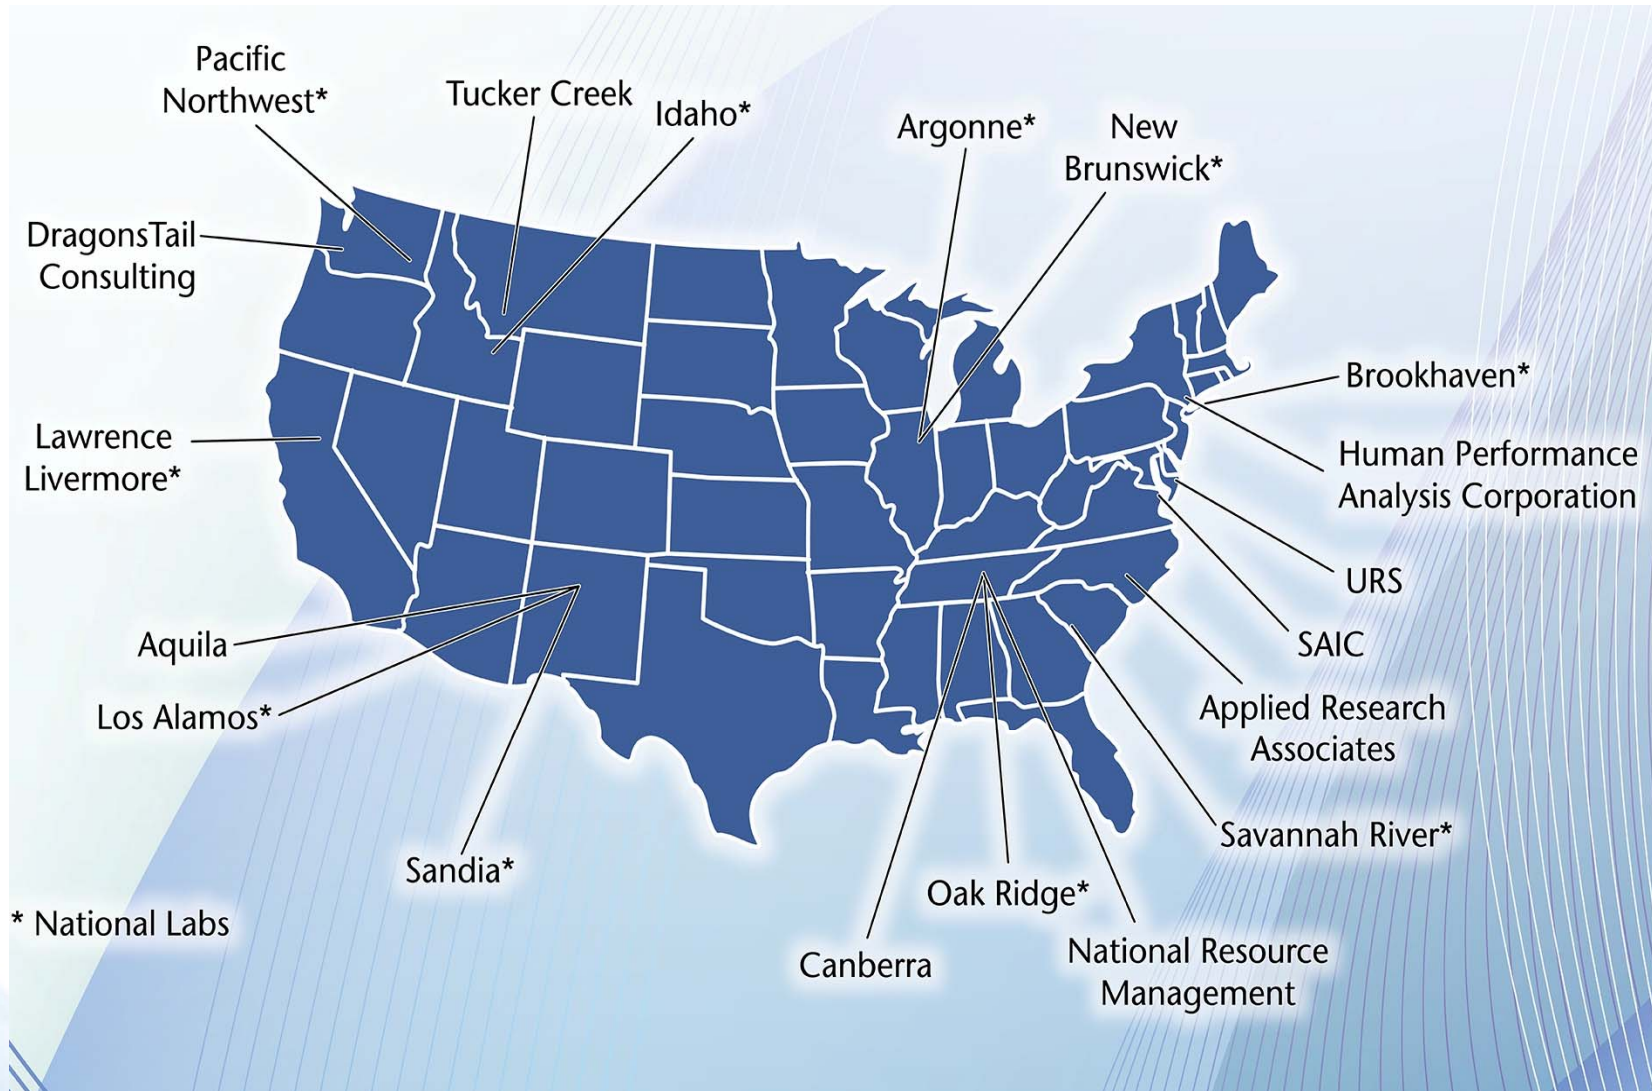 Pacific
Northwest*
Tucker Creek
Idaho*
Argonne*
New
Brunswick*
DragonsTail
Consulting
Brookhaven*
Lawrence
Livermore*
Human Performance
Analysis Corporation
URS
SAIC
Aquila
Los Alamos*
Applied Research
Associates
Savannah River*
Sandia*
Oak Ridge*
* National Labs
Canberra
National Resource
Management